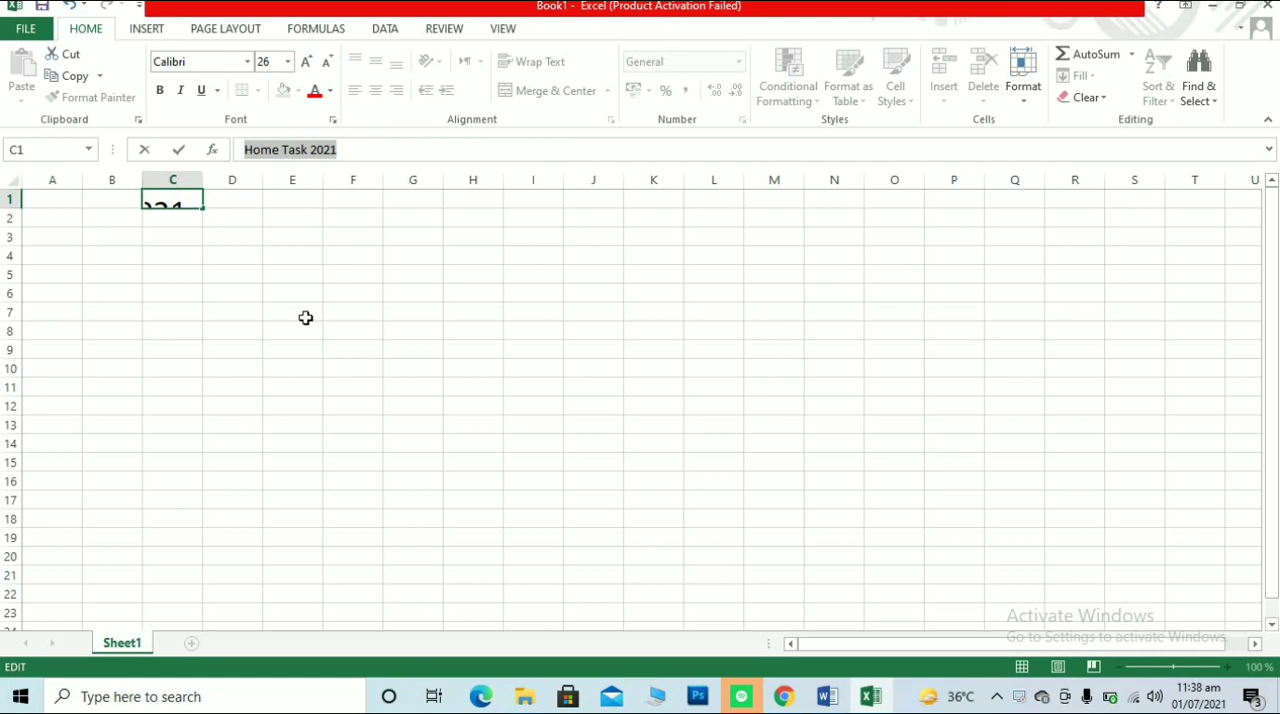 Book1 - Excel (Product Activation Failed)
?
FILE HOME INSERT PAGE LAYOUT FORMULAS DATA REVIEW VIEW
Paste
Cut
Copy
Format Painter
Clipboard
Calibri 26
B I U
Font
Wrap Text
Merge & Center
Alignment
General
%
Number
Conditional Formatting
Format as Table
Cell Styles
Styles
Insert
Delete
Format
Cells
AutoSum
Fill
Clear
Sort & Filter
Find & Select
Editing
C1 fx Home Task 2021
A B C D E F G H I J K L M N O P Q R S T U
1
2
3
4
5
6
7
8
9
10
11
12
13
14
15
16
17
18
19
20
21
22
23
Activate Windows
Go to Settings to activate Windows.
Sheet1
EDIT 100 %
Type here to search
36°C
11:38 am
01/07/2021
3